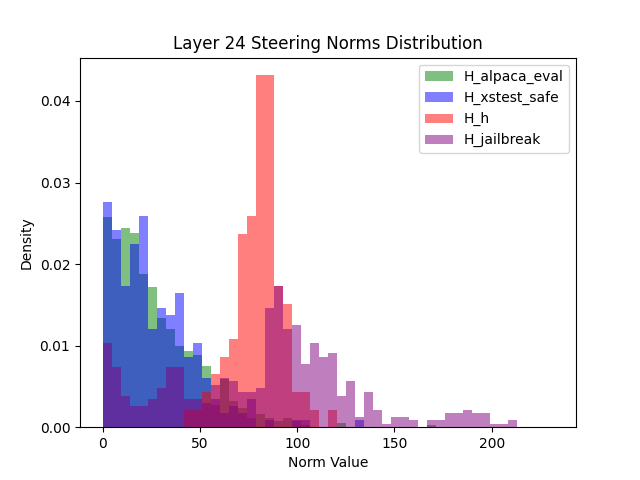 Layer 24 Steering Norms Distribution
H_alpaca_eval
H_xstest_safe
H_h
H_jailbreak
0.04
0.03
0.02
0.01
0.00
Density
0
50
100
150
200
Norm Value